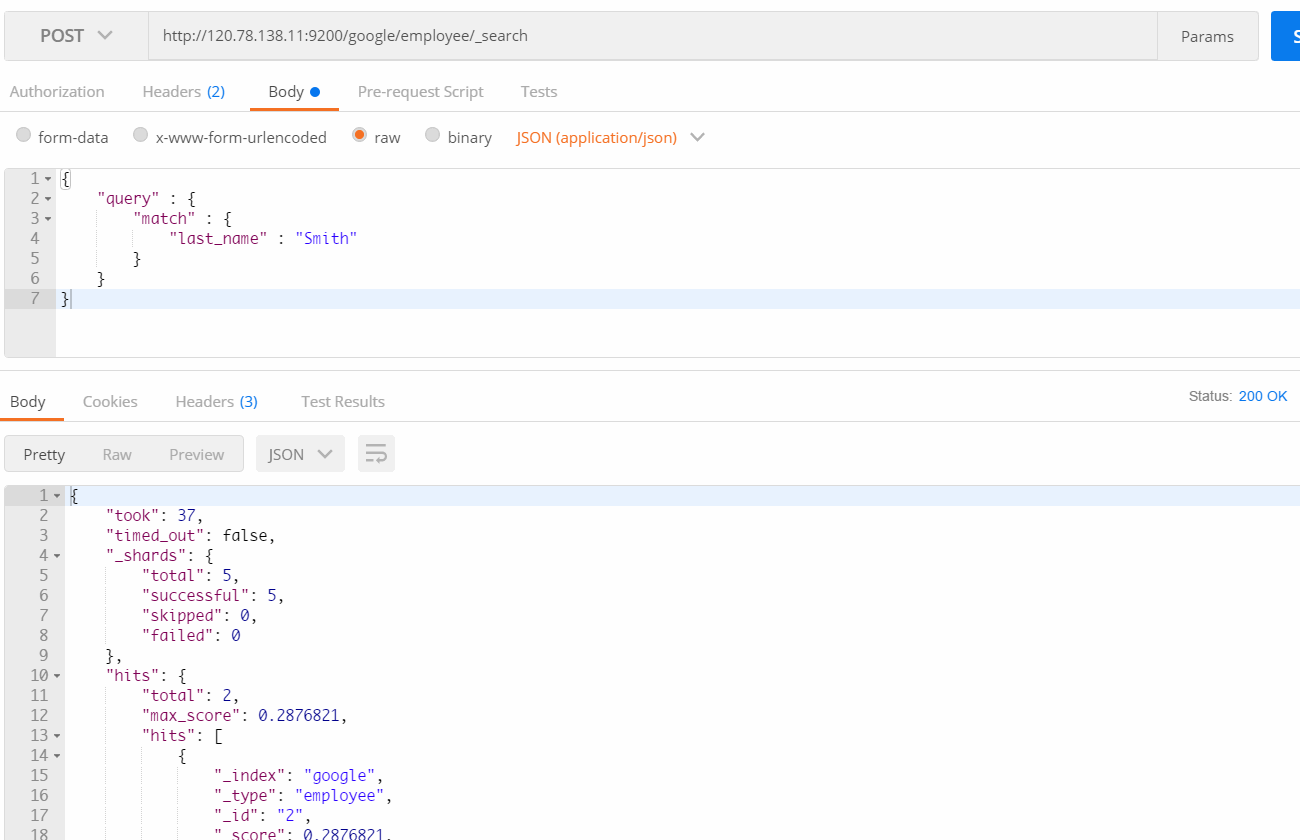 POST http://120.78.138.11:9200/google/employee/_search Params S
Authorization Headers (2) Body Pre-request Script Tests
form-data x-www-form-urlencoded raw binary JSON (application/json)
1 {
2 "query" : {
3 "match" : {
4 "last_name" : "Smith"
5 }
6 }
7 }
Body Cookies Headers (3) Test Results Status: 200 OK
Pretty Raw Preview JSON
1 {
2 "took": 37,
3 "timed_out": false,
4 "_shards": {
5 "total": 5,
6 "successful": 5,
7 "skipped": 0,
8 "failed": 0
9 },
10 "hits": {
11 "total": 2,
12 "max_score": 0.2876821,
13 "hits": [
14 {
15 "_index": "google",
16 "_type": "employee",
17 "_id": "2",
18 "_score": 0.2876821,